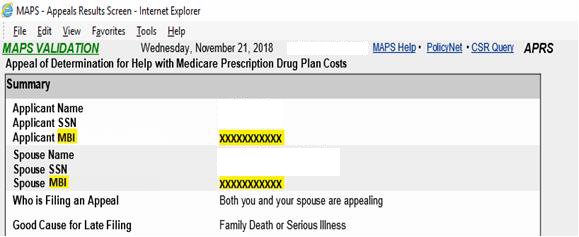 MAPS - Appeals Results Screen - Internet Explorer
File Edit View Favorites Tools Help
MAPS VALIDATION Wednesday, November 21, 2018 MAPS Help • PolicyNet • CSR Query APRS
Appeal of Determination for Help with Medicare Prescription Drug Plan Costs
Summary
Applicant Name
Applicant SSN
Applicant MBI XXXXXXXXXXX
Spouse Name
Spouse SSN
Spouse MBI XXXXXXXXXXX
Who is Filing an Appeal Both you and your spouse are appealing
Good Cause for Late Filing Family Death or Serious Illness